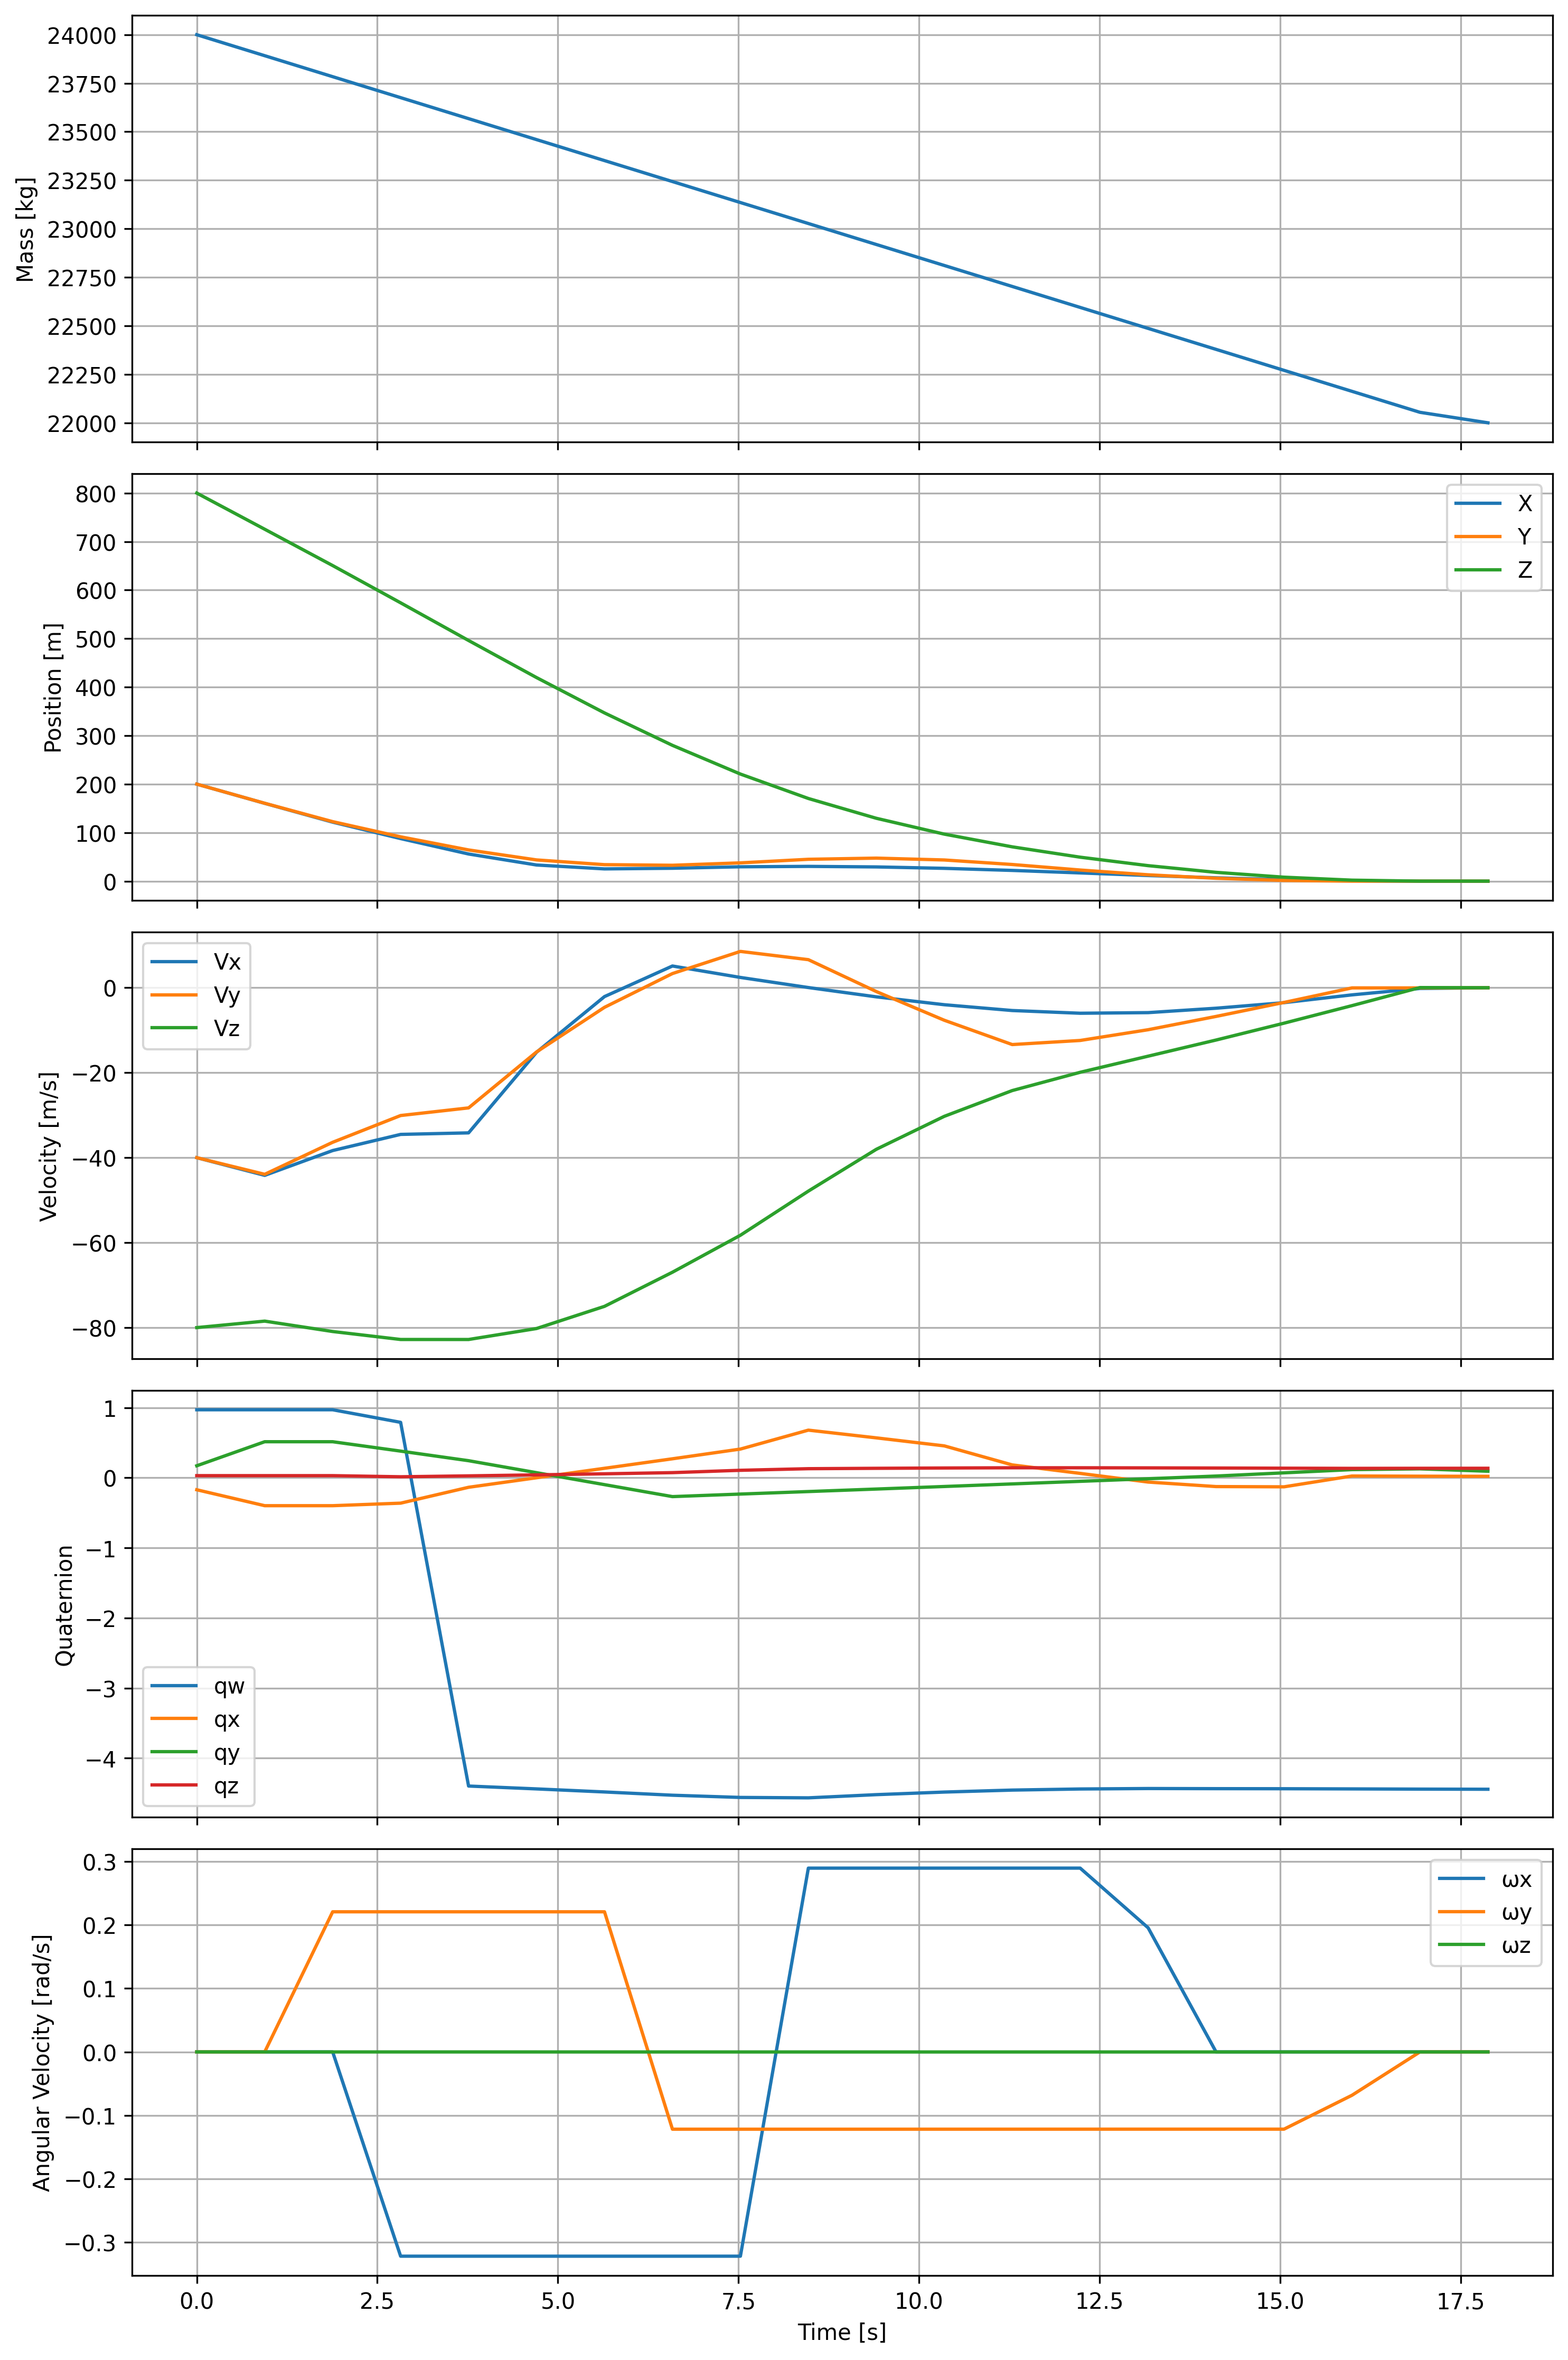 24000
23750
23500
23250
23000
22750
22500
22250
22000
Mass [kg]
800
700
600
500
400
300
200
100
0
Position [m]
X
Y
Z
0
−20
−40
−60
−80
Velocity [m/s]
Vx
Vy
Vz
1
0
−1
−2
−3
−4
Quaternion
qw
qx
qy
qz
0.3
0.2
0.1
0.0
−0.1
−0.2
−0.3
Angular Velocity [rad/s]
ωx
ωy
ωz
0.0 2.5 5.0 7.5 10.0 12.5 15.0 17.5
Time [s]